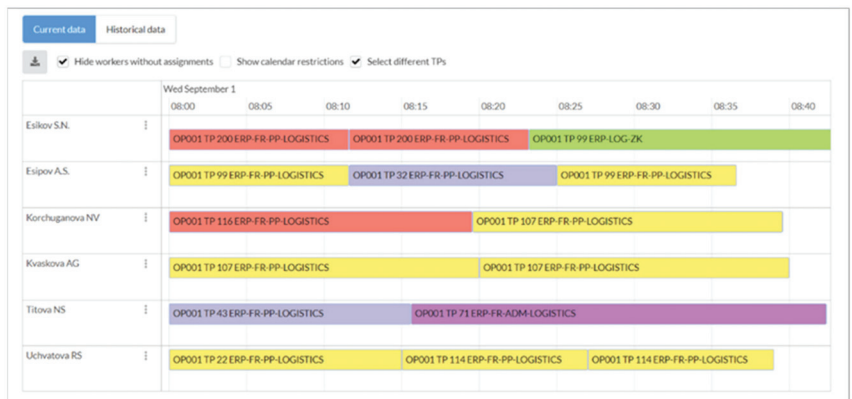 Current data Historical data
Hide workers without assignments Show calendar restrictions Select different TPs
Wed September 1
08:00 08:05 08:10 08:15 08:20 08:25 08:30 08:35 08:40
Esikov S.N.
OP001 TP 200 ERP-FR-PP-LOGISTICS OP001 TP 200 ERP-FR-PP-LOGISTICS OP001 TP 99 ERP-LOG-ZK
Esipov A.S.
OP001 TP 99 ERP-FR-PP-LOGISTICS OP001 TP 32 ERP-FR-PP-LOGISTICS OP001 TP 99 ERP-FR-PP-LOGISTICS
Korchuganova NV
OP001 TP 116 ERP-FR-PP-LOGISTICS OP001 TP 107 ERP-FR-PP-LOGISTICS
Kvaskova AG
OP001 TP 107 ERP-FR-PP-LOGISTICS OP001 TP 107 ERP-FR-PP-LOGISTICS
Titova NS
OP001 TP 43 ERP-FR-PP-LOGISTICS OP001 TP 71 ERP-FR-ADM-LOGISTICS
Uchvatova RS
OP001 TP 22 ERP-FR-PP-LOGISTICS OP001 TP 114 ERP-FR-PP-LOGISTICS OP001 TP 114 ERP-FR-PP-LOGISTICS